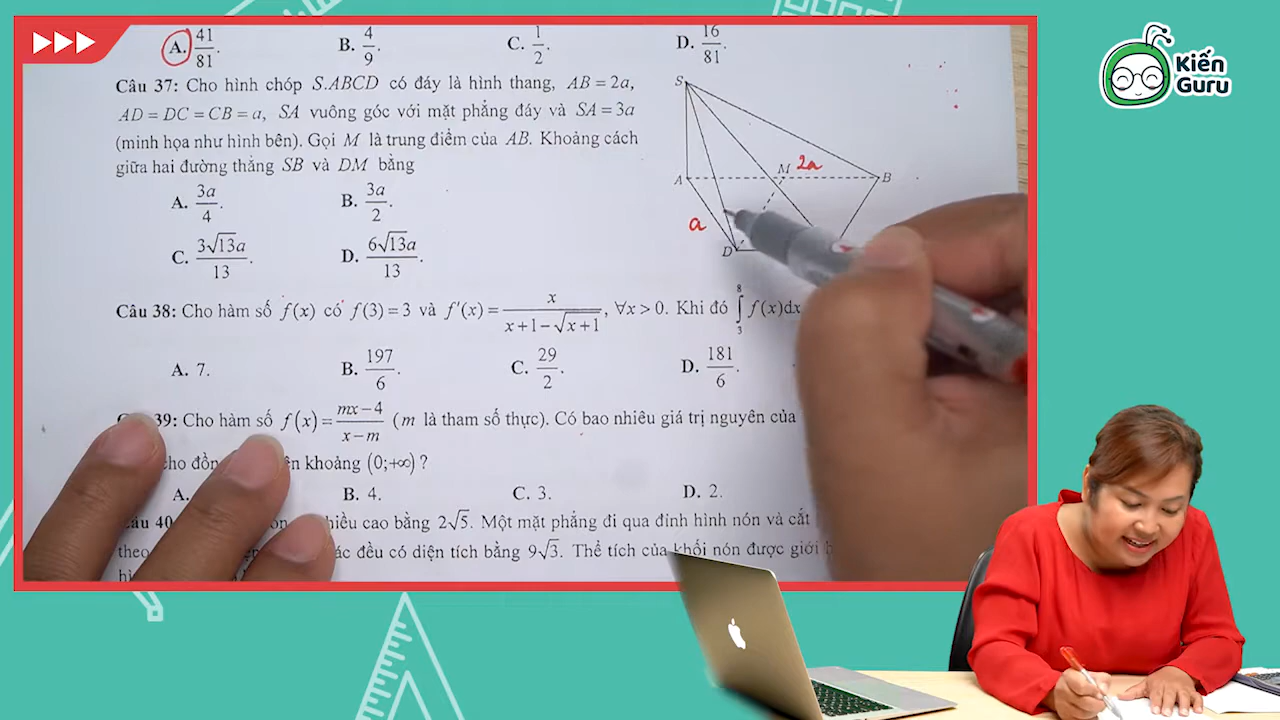 Kiến
Guru
A. 41/81.
B. 4/9.
C. 1/2.
D. 16/81.
Câu 37: Cho hình chóp S.ABCD có đáy là hình thang, AB = 2a,
AD = DC = CB = a, SA vuông góc với mặt phẳng đáy và SA = 3a
(minh họa như hình bên). Gọi M là trung điểm của AB. Khoảng cách
giữa hai đường thẳng SB và DM bằng
A. 3a/4.
B. 3a/2.
C. 3√13a/13.
D. 6√13a/13.
S
A
M
2a
B
a
D
Câu 38: Cho hàm số f(x) có f(3) = 3 và f'(x) = x/(x+1−√(x+1)), ∀x > 0. Khi đó ∫₃⁸ f(x)dx
A. 7.
B. 197/6.
C. 29/2.
D. 181/6.
39: Cho hàm số f(x) = (mx−4)/(x−m) (m là tham số thực). Có bao nhiêu giá trị nguyên của
khoảng (0;+∞)?
A.
B. 4.
C. 3.
D. 2.
40 cao bằng 2√5. Một mặt phẳng đi qua đỉnh hình nón và cắt
theo đều có diện tích bằng 9√3. Thể tích của khối nón được giới